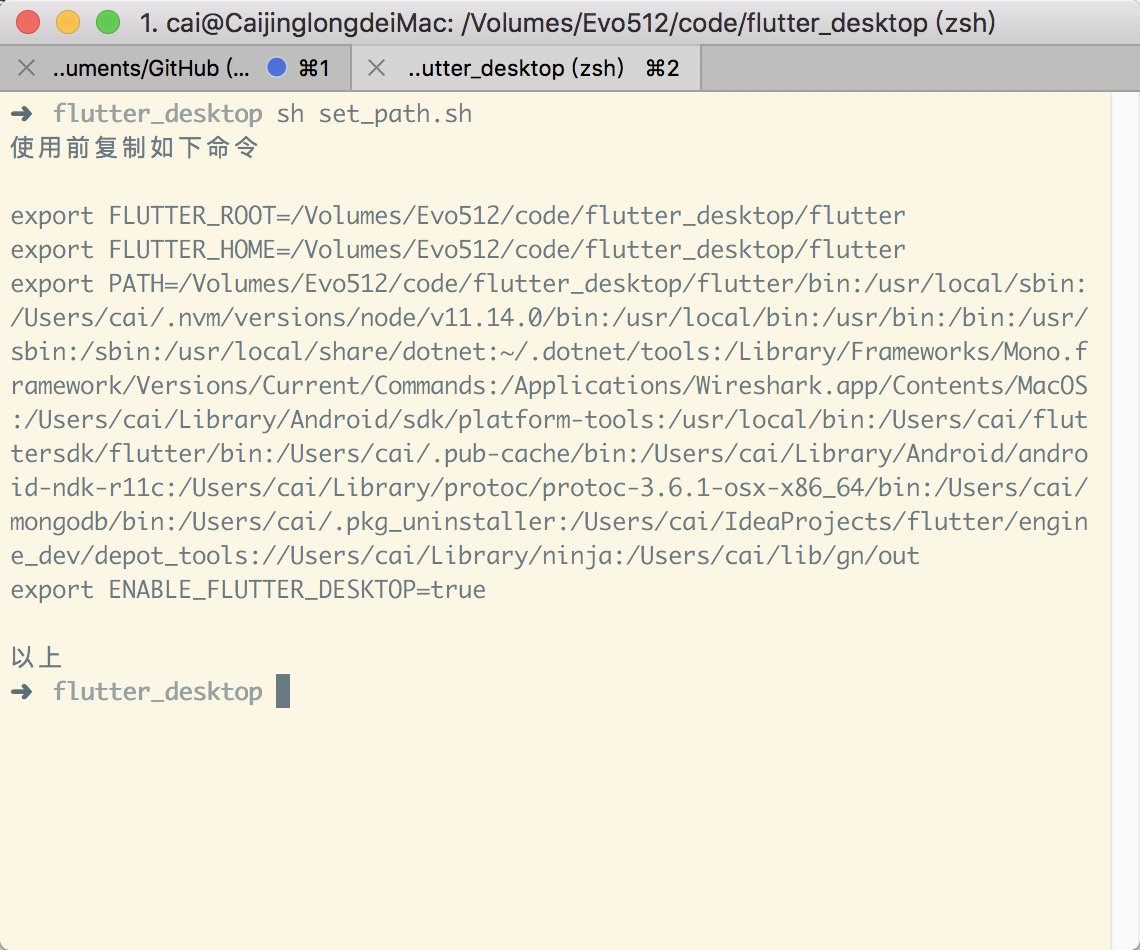 1. cai@CaijinglongdeiMac: /Volumes/Evo512/code/flutter_desktop (zsh)
..uments/GitHub (... ⌘1 ..utter_desktop (zsh) ⌘2
➜ flutter_desktop sh set_path.sh
使用前复制如下命令
export FLUTTER_ROOT=/Volumes/Evo512/code/flutter_desktop/flutter
export FLUTTER_HOME=/Volumes/Evo512/code/flutter_desktop/flutter
export PATH=/Volumes/Evo512/code/flutter_desktop/flutter/bin:/usr/local/sbin:
/Users/cai/.nvm/versions/node/v11.14.0/bin:/usr/local/bin:/usr/bin:/bin:/usr/
sbin:/sbin:/usr/local/share/dotnet:~/.dotnet/tools:/Library/Frameworks/Mono.f
ramework/Versions/Current/Commands:/Applications/Wireshark.app/Contents/MacOS
:/Users/cai/Library/Android/sdk/platform-tools:/usr/local/bin:/Users/cai/flut
tersdk/flutter/bin:/Users/cai/.pub-cache/bin:/Users/cai/Library/Android/andro
id-ndk-r11c:/Users/cai/Library/protoc/protoc-3.6.1-osx-x86_64/bin:/Users/cai/
mongodb/bin:/Users/cai/.pkg_uninstaller:/Users/cai/IdeaProjects/flutter/engin
e_dev/depot_tools://Users/cai/Library/ninja:/Users/cai/lib/gn/out
export ENABLE_FLUTTER_DESKTOP=true
以上
➜ flutter_desktop